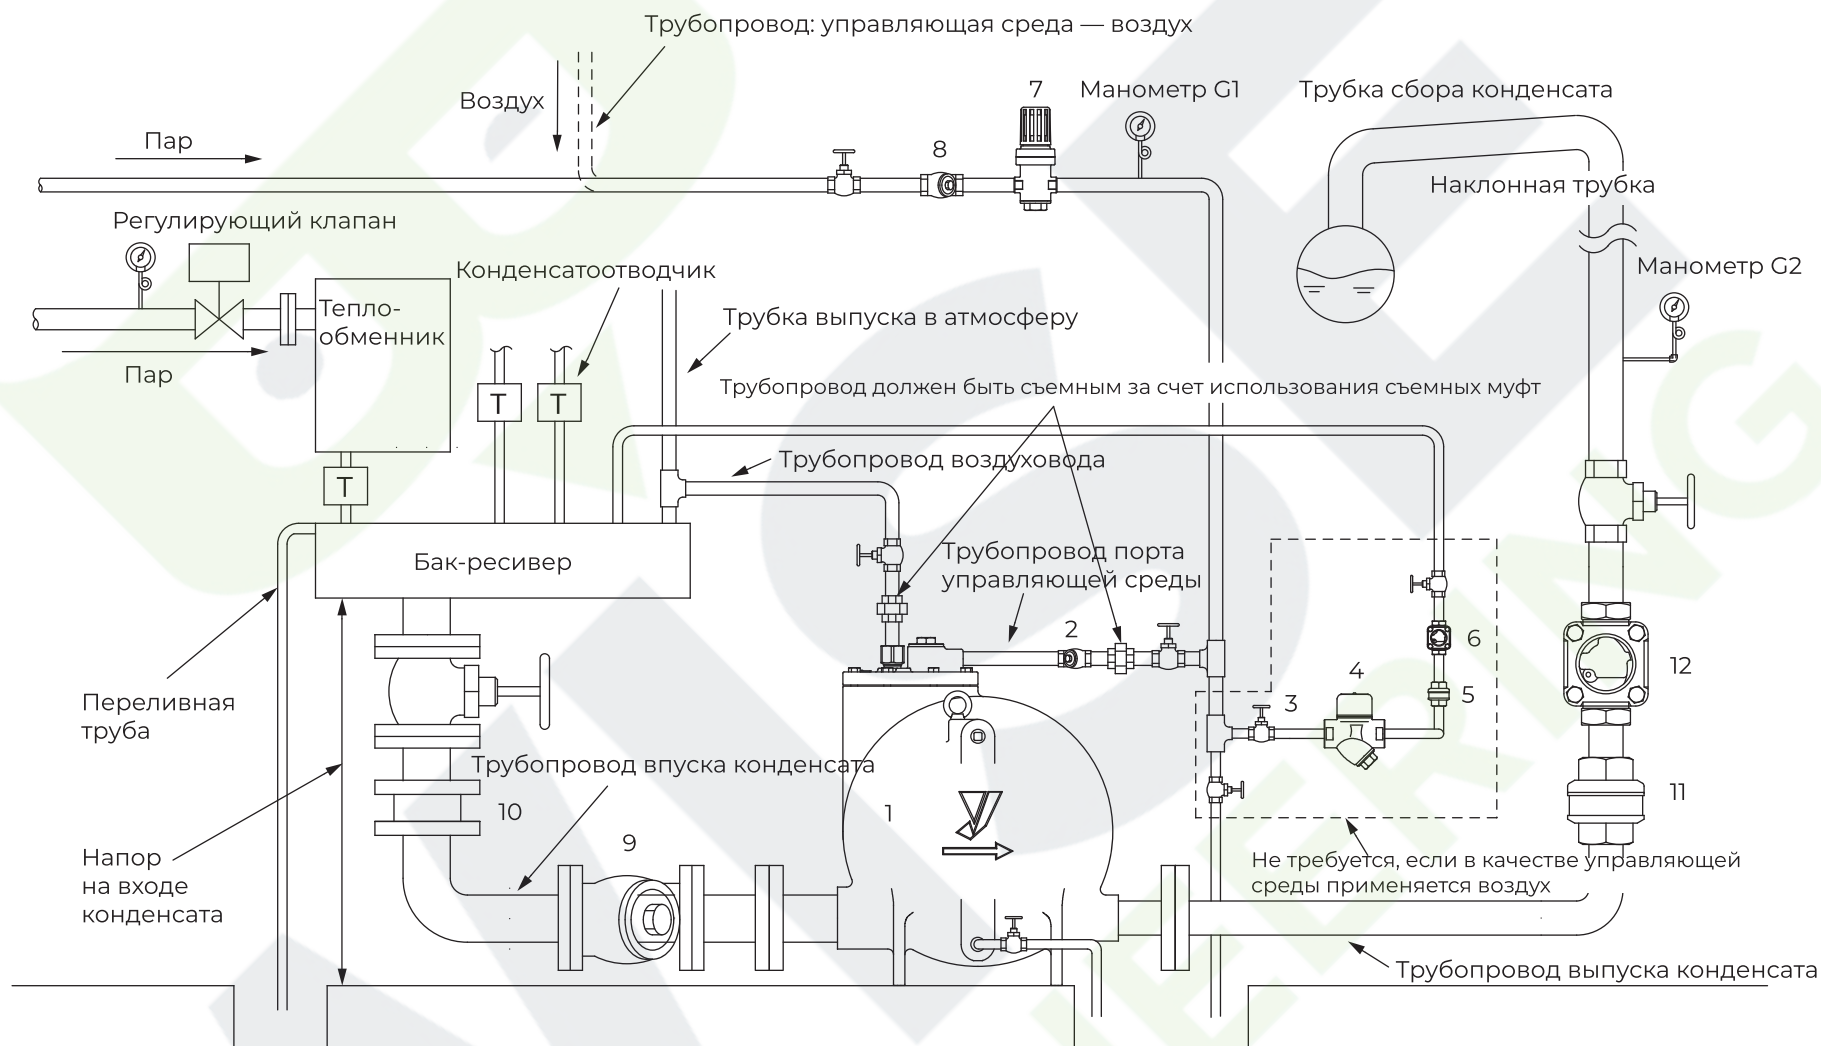 Трубопровод: управляющая среда — воздух
Воздух
7
Манометр G1
Трубка сбора конденсата
Пар
8
Наклонная трубка
Регулирующий клапан
Конденсатоотводчик
Манометр G2
Тепло-
обменник
Трубка выпуска в атмосферу
Пар
Трубопровод должен быть съемным за счет использования съемных муфт
T
T
Трубопровод воздуховода
T
Бак-ресивер
Трубопровод порта
управляющей среды
2
6
12
4
5
3
Переливная
труба
Трубопровод впуска конденсата
10
1
11
9
Напор
на входе
конденсата
Не требуется, если в качестве управляющей
среды применяется воздух
Трубопровод выпуска конденсата